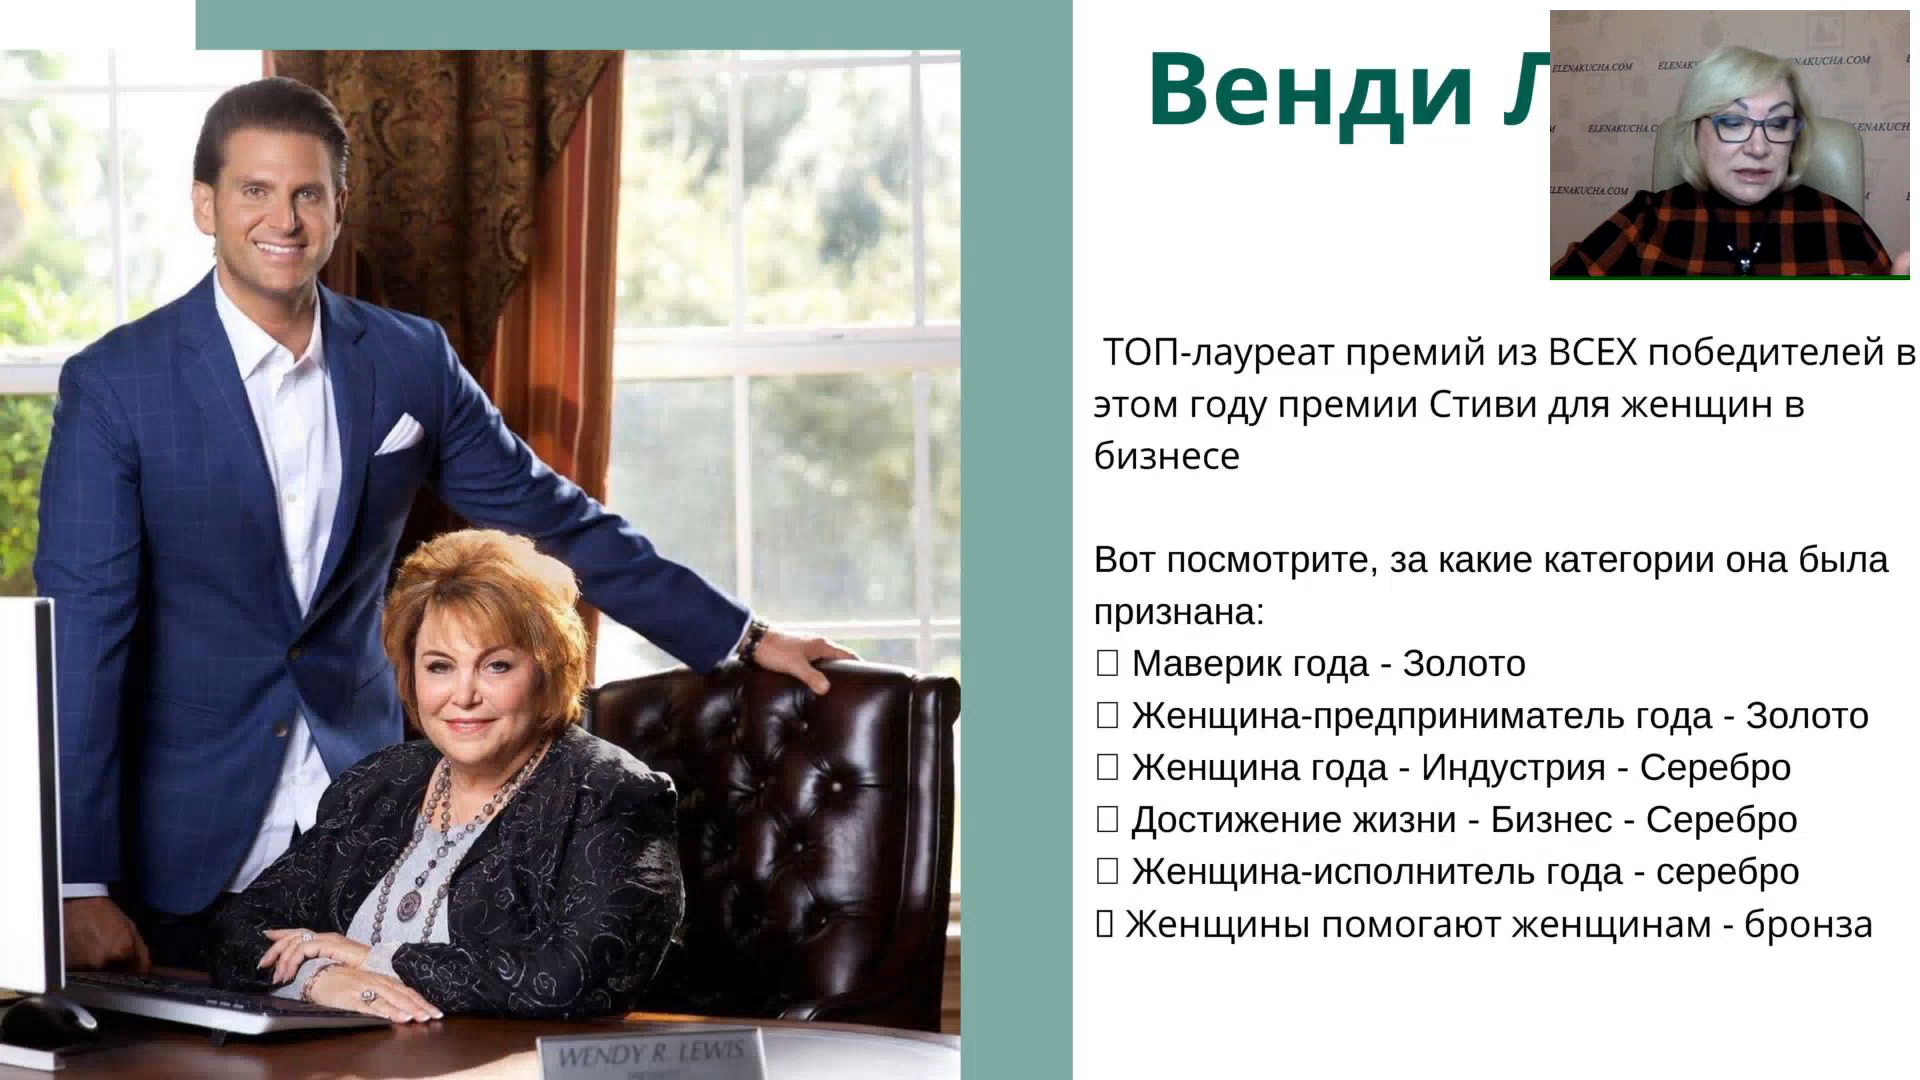 Венди Л
ELENAKUCHA.COM
ELENAKUCHA.COM
ТОП-лауреат премий из ВСЕХ победителей в
этом году премии Стиви для женщин в
бизнесе
Вот посмотрите, за какие категории она была
признана:
Маверик года - Золото
Женщина-предприниматель года - Золото
Женщина года - Индустрия - Серебро
Достижение жизни - Бизнес - Серебро
Женщина-исполнитель года - серебро
Женщины помогают женщинам - бронза
WENDY R. LEWIS